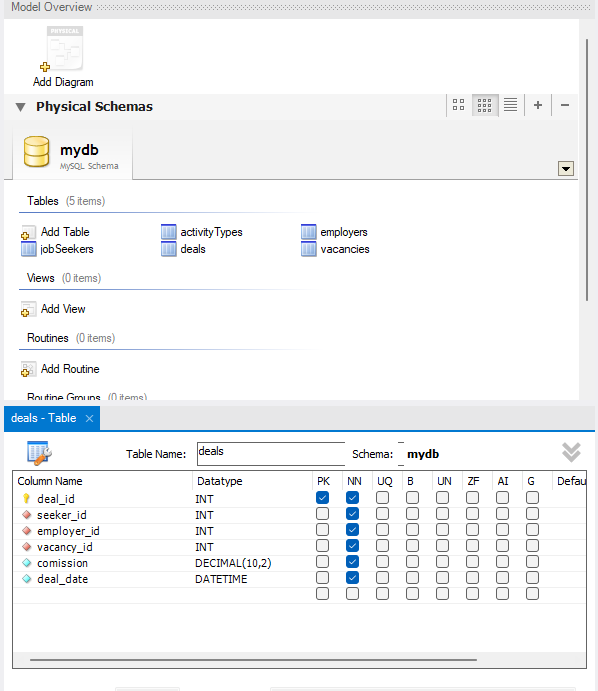 Model Overview
PHYSICAL
Add Diagram
Physical Schemas
mydb
MySQL Schema
Tables (5 items)
Add Table activityTypes employers
jobSeekers deals vacancies
Views (0 items)
Add View
Routines (0 items)
Add Routine
Routine Groups (0 items)
deals - Table
Table Name: deals Schema: mydb
Column Name Datatype PK NN UQ B UN ZF AI G Defau
deal_id INT
seeker_id INT
employer_id INT
vacancy_id INT
comission DECIMAL(10,2)
deal_date DATETIME